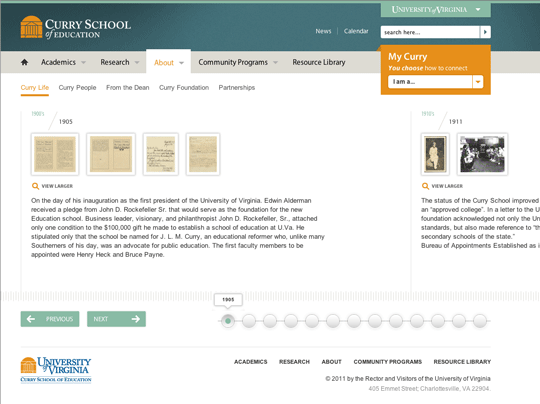 UNIVERSITY of VIRGINIA
CURRY SCHOOL
of EDUCATION
News | Calendar
search here...
Academics Research About Community Programs Resource Library
My Curry
You choose how to connect
I am a...
Curry Life Curry People From the Dean Curry Foundation Partnerships
1900's
1905
VIEW LARGER
On the day of his inauguration as the first president of the University of Virginia. Edwin Alderman
received a pledge from John D. Rockefeller Sr. that would serve as the foundation for the new
Education school. Business leader, visionary, and philanthropist John D. Rockefeller, Sr., attached
only one condition to the $100,000 gift he made to establish a school of education at U.Va. He
stipulated only that the school be named for J. L. M. Curry, an educational reformer who, unlike many
Southerners of his day, was an advocate for public education. The first faculty members to be
appointed were Henry Heck and Bruce Payne.
1910's
1911
VIEW LARGER
The status of the Curry School improved
an "approved college". In a letter to the U
foundation acknowledged not only the Un
standards, but also made reference to "th
secondary schools of the state."
Bureau of Appointments Established as i
1905
PREVIOUS
NEXT
UNIVERSITY
of VIRGINIA
CURRY SCHOOL OF EDUCATION
ACADEMICS RESEARCH ABOUT COMMUNITY PROGRAMS RESOURCE LIBRARY
© 2011 by the Rector and Visitors of the University of Virginia
405 Emmet Street; Charlottesville, VA 22904.